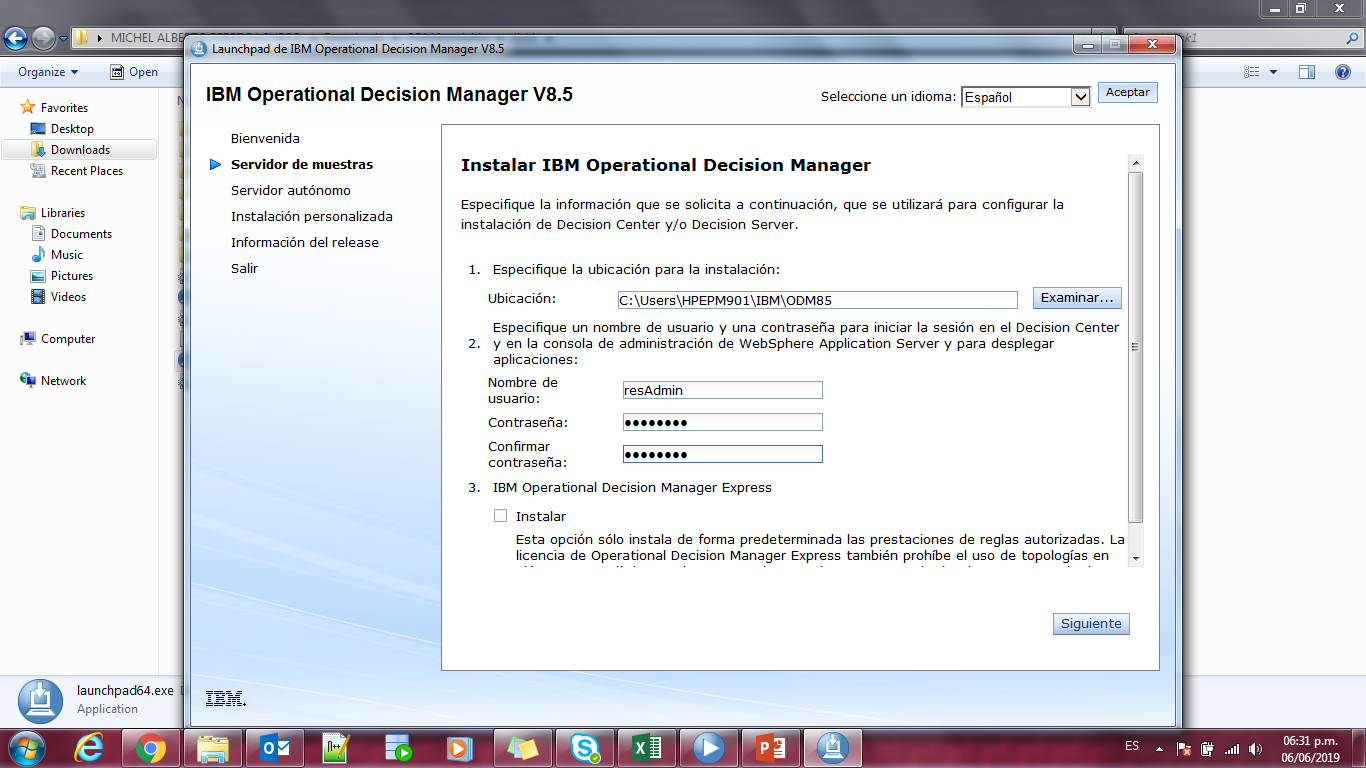 MICHEL ALBE
Organize
Open
Favorites
Desktop
Downloads
Recent Places
Libraries
Documents
Music
Pictures
Videos
Computer
Network
Launchpad de IBM Operational Decision Manager V8.5
IBM Operational Decision Manager V8.5
Seleccione un idioma: Español Aceptar
Bienvenida
Servidor de muestras
Servidor autónomo
Instalación personalizada
Información del release
Salir
Instalar IBM Operational Decision Manager
Especifique la información que se solicita a continuación, que se utilizará para configurar la
instalación de Decision Center y/o Decision Server.
1. Especifique la ubicación para la instalación:
Ubicación: C:\Users\HPEPM901\IBM\ODM85 Examinar...
Especifique un nombre de usuario y una contraseña para iniciar la sesión en el Decision Center
2. y en la consola de administración de WebSphere Application Server y para desplegar
aplicaciones:
Nombre de
usuario: resAdmin
Contraseña: ●●●●●●●●
Confirmar
contraseña: ●●●●●●●●
3. IBM Operational Decision Manager Express
Instalar
Esta opción sólo instala de forma predeterminada las prestaciones de reglas autorizadas. La
licencia de Operational Decision Manager Express también prohíbe el uso de topologías en
Siguiente
IBM.
launchpad64.exe
Application
ES
06:31 p.m.
06/06/2019